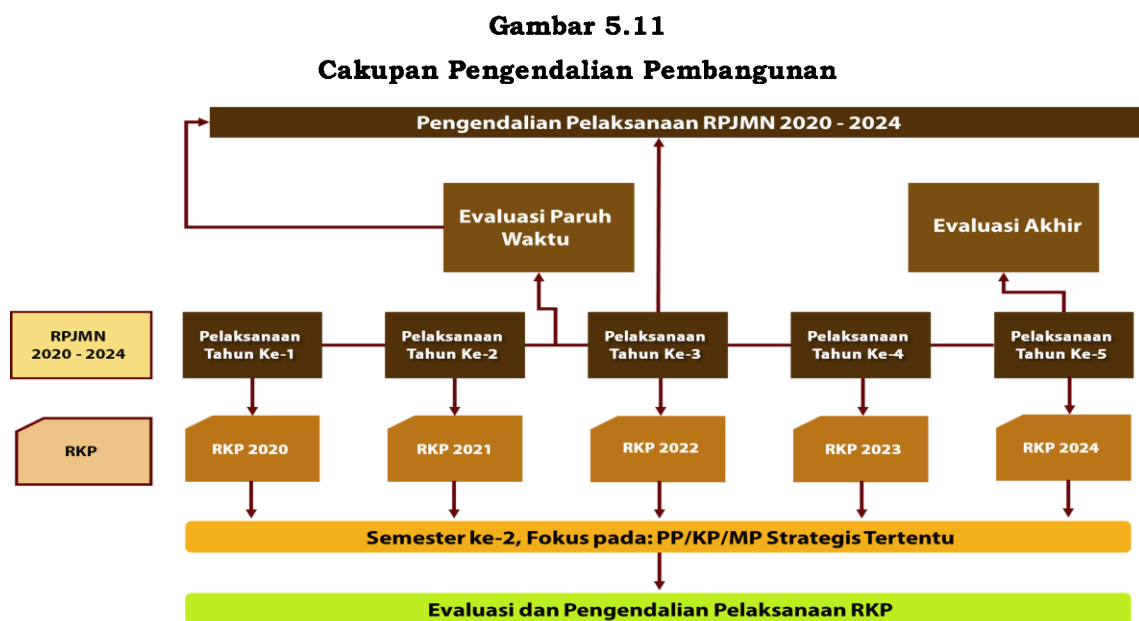 Gambar 5.11
Cakupan Pengendalian Pembangunan
Pengendalian Pelaksanaan RPJMN 2020 - 2024
Evaluasi Paruh
Waktu
Evaluasi Akhir
RPJMN
2020 - 2024
Pelaksanaan
Tahun Ke-1
Pelaksanaan
Tahun Ke-2
Pelaksanaan
Tahun Ke-3
Pelaksanaan
Tahun Ke-4
Pelaksanaan
Tahun Ke-5
RKP
RKP 2020
RKP 2021
RKP 2022
RKP 2023
RKP 2024
Semester ke-2, Fokus pada: PP/KP/MP Strategis Tertentu
Evaluasi dan Pengendalian Pelaksanaan RKP